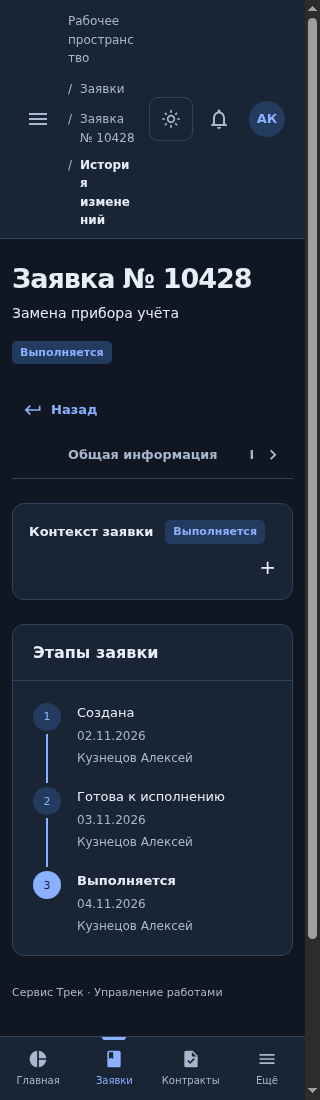 Рабочее
пространс
тво
/ Заявки
/ Заявка
№ 10428
/ Истори
я
измене
ний
АК
Заявка № 10428
Замена прибора учёта
Выполняется
Назад
Общая информация
Контекст заявки Выполняется
Этапы заявки
1 Создана
02.11.2026
Кузнецов Алексей
2 Готова к исполнению
03.11.2026
Кузнецов Алексей
3 Выполняется
04.11.2026
Кузнецов Алексей
Сервис Трек · Управление работами
Главная Заявки Контракты Ещё